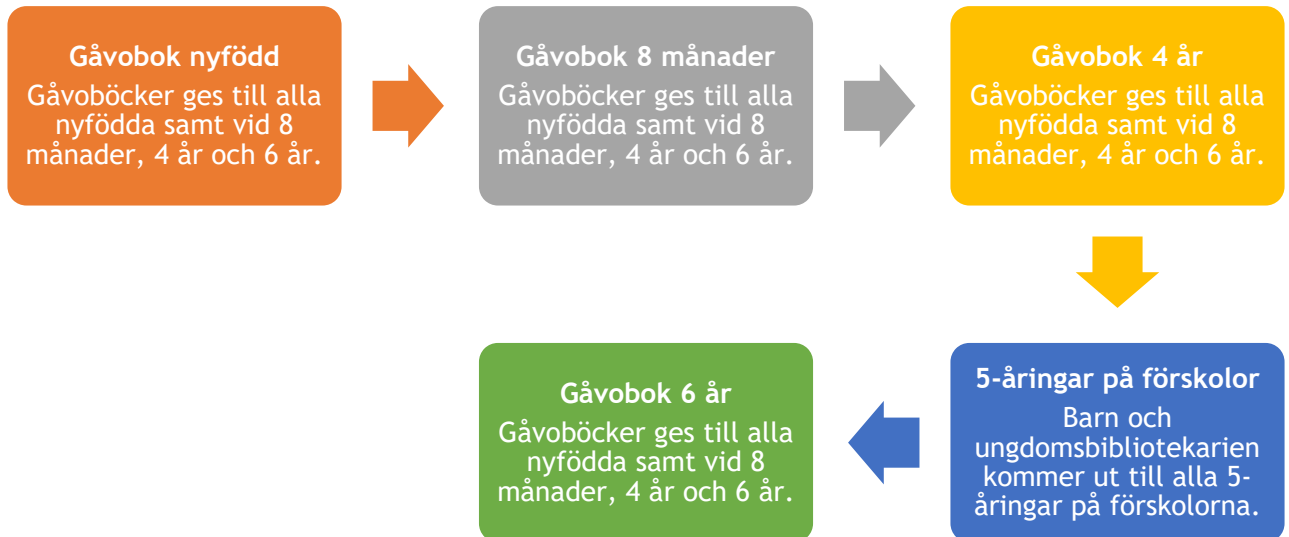 Gåvobok nyfödd
Gåvoböcker ges till alla
nyfödda samt vid 8
månader, 4 år och 6 år.
Gåvobok 8 månader
Gåvoböcker ges till alla
nyfödda samt vid 8
månader, 4 år och 6 år.
Gåvobok 4 år
Gåvoböcker ges till alla
nyfödda samt vid 8
månader, 4 år och 6 år.
5-åringar på förskolor
Barn och
ungdomsbibliotekarien
kommer ut till alla 5-
åringar på förskolorna.
Gåvobok 6 år
Gåvoböcker ges till alla
nyfödda samt vid 8
månader, 4 år och 6 år.